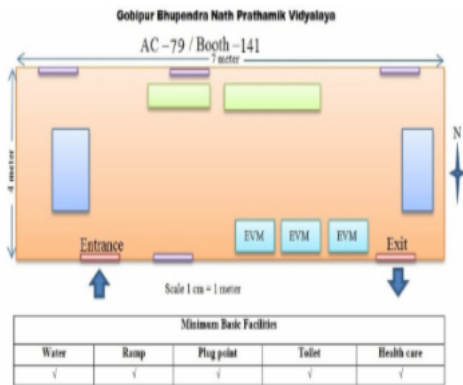 Gobipur Bhupendra Nath Prathamik Vidyalaya
AC –79 / Booth –141
7 meter
4 meter
N
EVM EVM EVM
Entrance Exit
Scale 1 cm = 1 meter
Minimum Basic Facilities
Water Ramp Plug point Toilet Health care
√ √ √ √ √